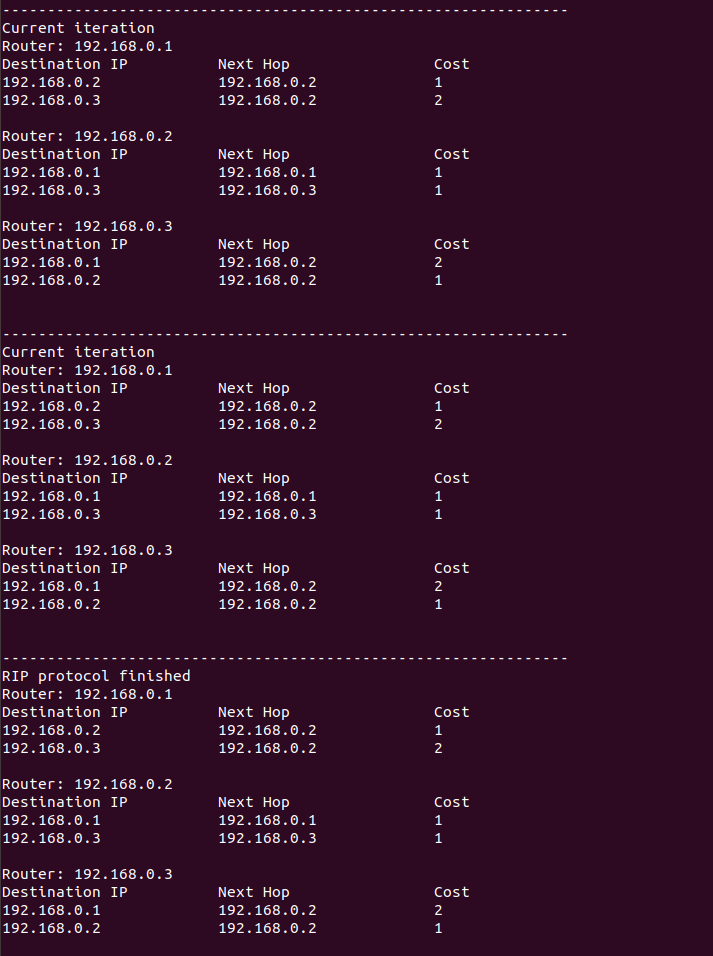 ---------------------------------------------------------------
Current iteration
Router: 192.168.0.1
Destination IP          Next Hop                Cost
192.168.0.2             192.168.0.2             1
192.168.0.3             192.168.0.2             2

Router: 192.168.0.2
Destination IP          Next Hop                Cost
192.168.0.1             192.168.0.1             1
192.168.0.3             192.168.0.3             1

Router: 192.168.0.3
Destination IP          Next Hop                Cost
192.168.0.1             192.168.0.2             2
192.168.0.2             192.168.0.2             1


---------------------------------------------------------------
Current iteration
Router: 192.168.0.1
Destination IP          Next Hop                Cost
192.168.0.2             192.168.0.2             1
192.168.0.3             192.168.0.2             2

Router: 192.168.0.2
Destination IP          Next Hop                Cost
192.168.0.1             192.168.0.1             1
192.168.0.3             192.168.0.3             1

Router: 192.168.0.3
Destination IP          Next Hop                Cost
192.168.0.1             192.168.0.2             2
192.168.0.2             192.168.0.2             1


---------------------------------------------------------------
RIP protocol finished
Router: 192.168.0.1
Destination IP          Next Hop                Cost
192.168.0.2             192.168.0.2             1
192.168.0.3             192.168.0.2             2

Router: 192.168.0.2
Destination IP          Next Hop                Cost
192.168.0.1             192.168.0.1             1
192.168.0.3             192.168.0.3             1

Router: 192.168.0.3
Destination IP          Next Hop                Cost
192.168.0.1             192.168.0.2             2
192.168.0.2             192.168.0.2             1